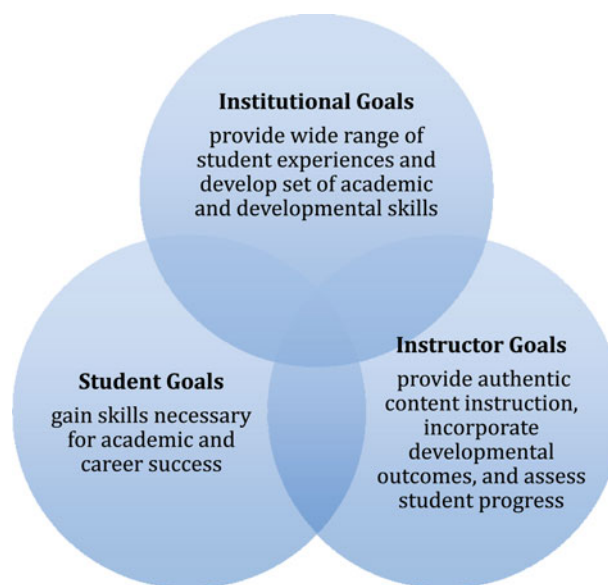 Institutional Goals
provide wide range of
student experiences and
develop set of academic
and developmental skills
Student Goals
gain skills necessary
for academic and
career success
Instructor Goals
provide authentic
content instruction,
incorporate
developmental
outcomes, and assess
student progress